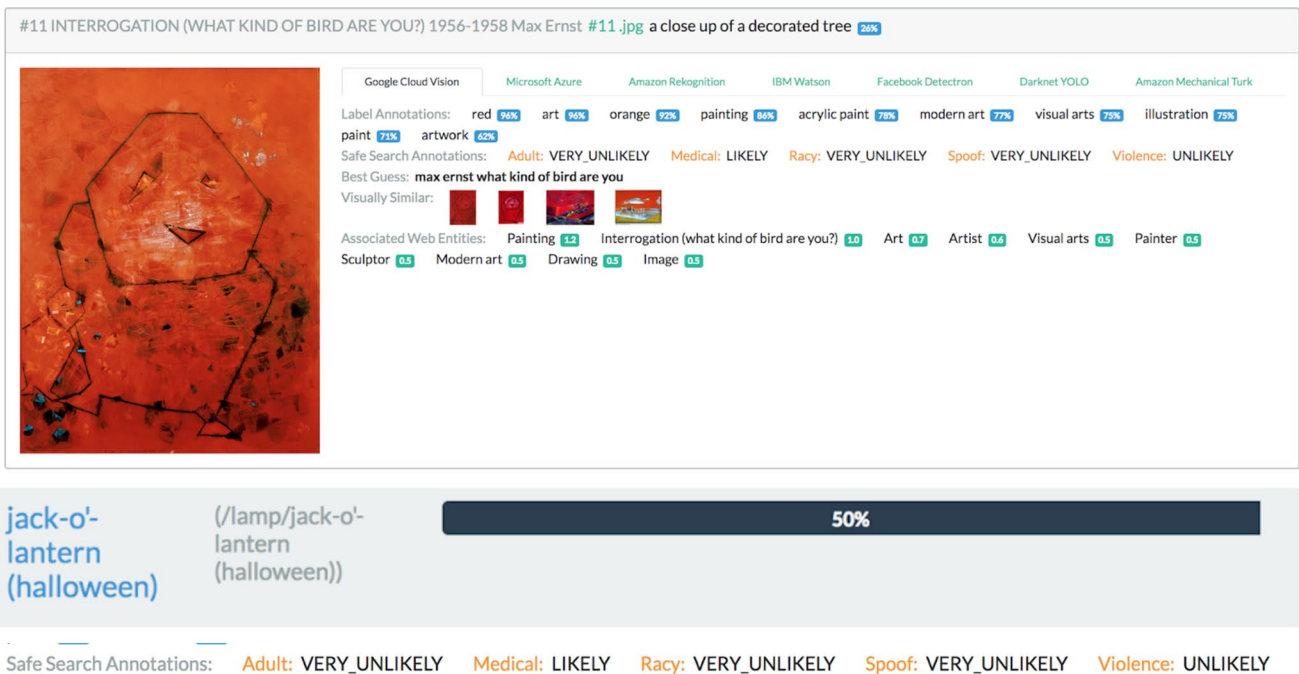 #11 INTERROGATION (WHAT KIND OF BIRD ARE YOU?) 1956-1958 Max Ernst #11.jpg a close up of a decorated tree 26%
Google Cloud Vision Microsoft Azure Amazon Rekognition IBM Watson Facebook Detectron Darknet YOLO Amazon Mechanical Turk
Label Annotations: red 96% art 96% orange 92% painting 86% acrylic paint 78% modern art 77% visual arts 75% illustration 75%
paint 71% artwork 62%
Safe Search Annotations: Adult: VERY_UNLIKELY Medical: LIKELY Racy: VERY_UNLIKELY Spoof: VERY_UNLIKELY Violence: UNLIKELY
Best Guess: max ernst what kind of bird are you
Visually Similar:
Associated Web Entities: Painting 1.2 Interrogation (what kind of bird are you?) 1.0 Art 0.7 Artist 0.6 Visual arts 0.5 Painter 0.5
Sculptor 0.5 Modern art 0.5 Drawing 0.5 Image 0.5
jack-o'-
lantern
(halloween)
(/lamp/jack-o'-
lantern
(halloween))
50%
Safe Search Annotations: Adult: VERY_UNLIKELY Medical: LIKELY Racy: VERY_UNLIKELY Spoof: VERY_UNLIKELY Violence: UNLIKELY